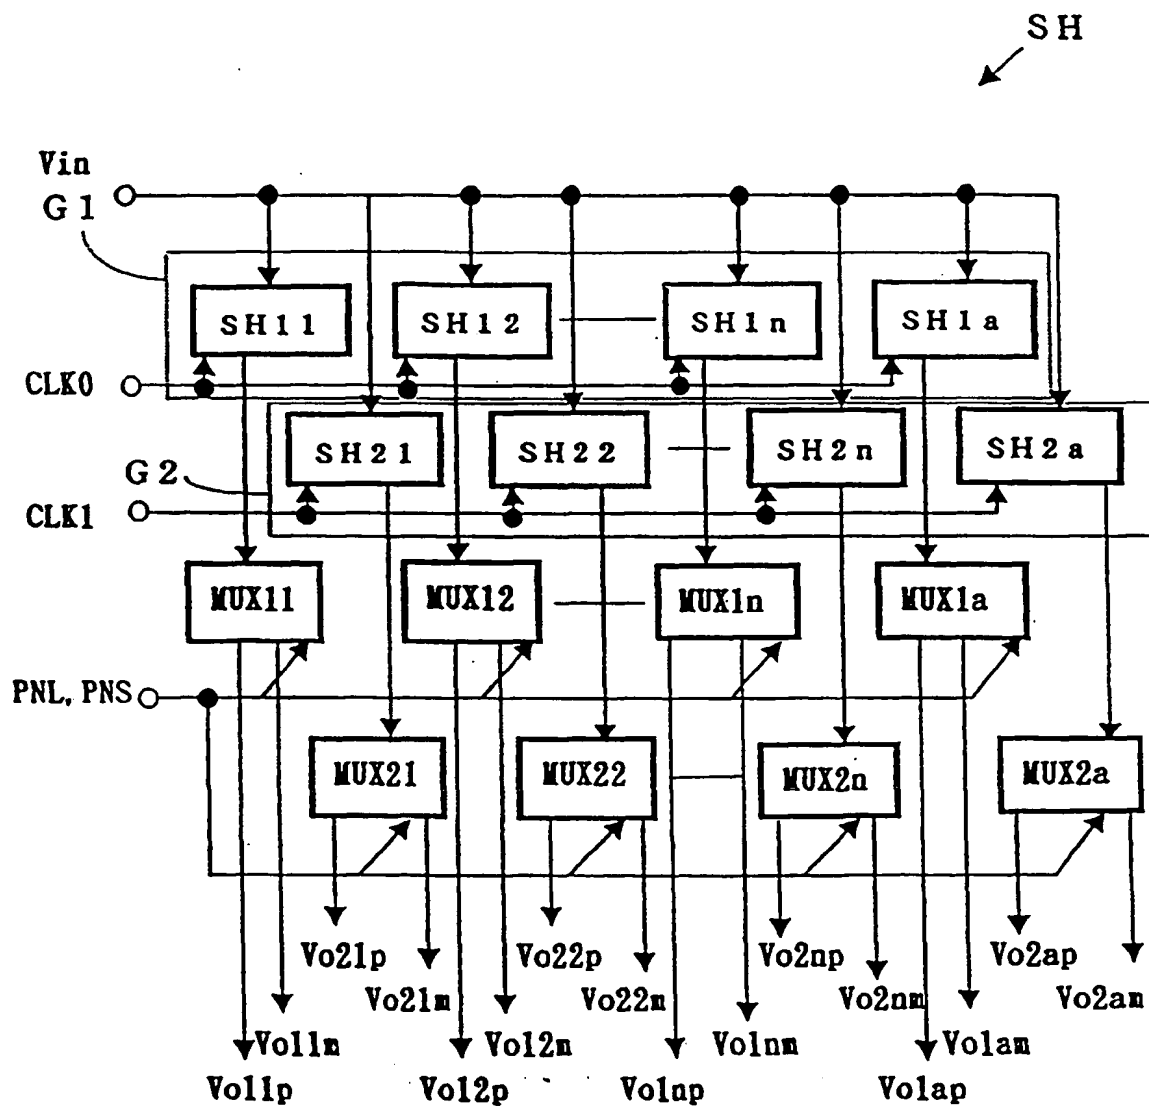 SH
Vin
G1
SH11 SH12 SH1n SH1a
CLK0
SH21 SH22 SH2n SH2a
G2
CLK1
MUX11 MUX12 MUX1n MUX1a
PNL, PNS
MUX21 MUX22 MUX2n MUX2a
Vo21p Vo22p Vo2np Vo2ap
Vo21m Vo22m Vo2nm Vo2am
Vo11m Vo12m Vo1nm Vo1am
Vo11p Vo12p Vo1np Vo1ap